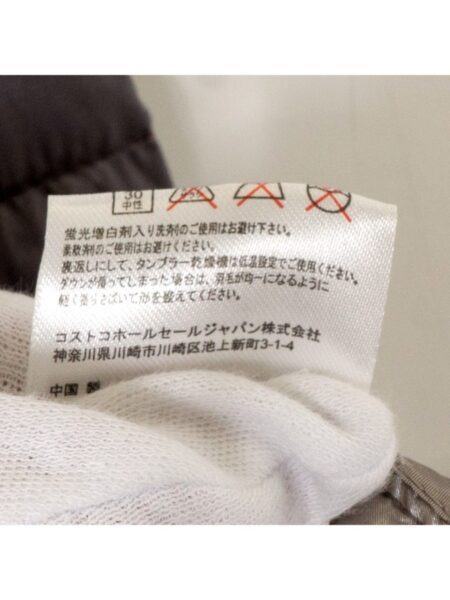 30
中性
蛍光増白剤入り洗剤のご使用はお避け下さい。
柔軟剤のご使用はお避け下さい。
裏返しにして、タンブラー乾燥機は低温設定でご使用ください。
ダウンが偏ってしまった場合は、羽毛が均一になるように
軽く振りさばいて形を整えてください。
コストコホールセールジャパン株式会社
神奈川県川崎市川崎区池上新町3-1-4
中国 製